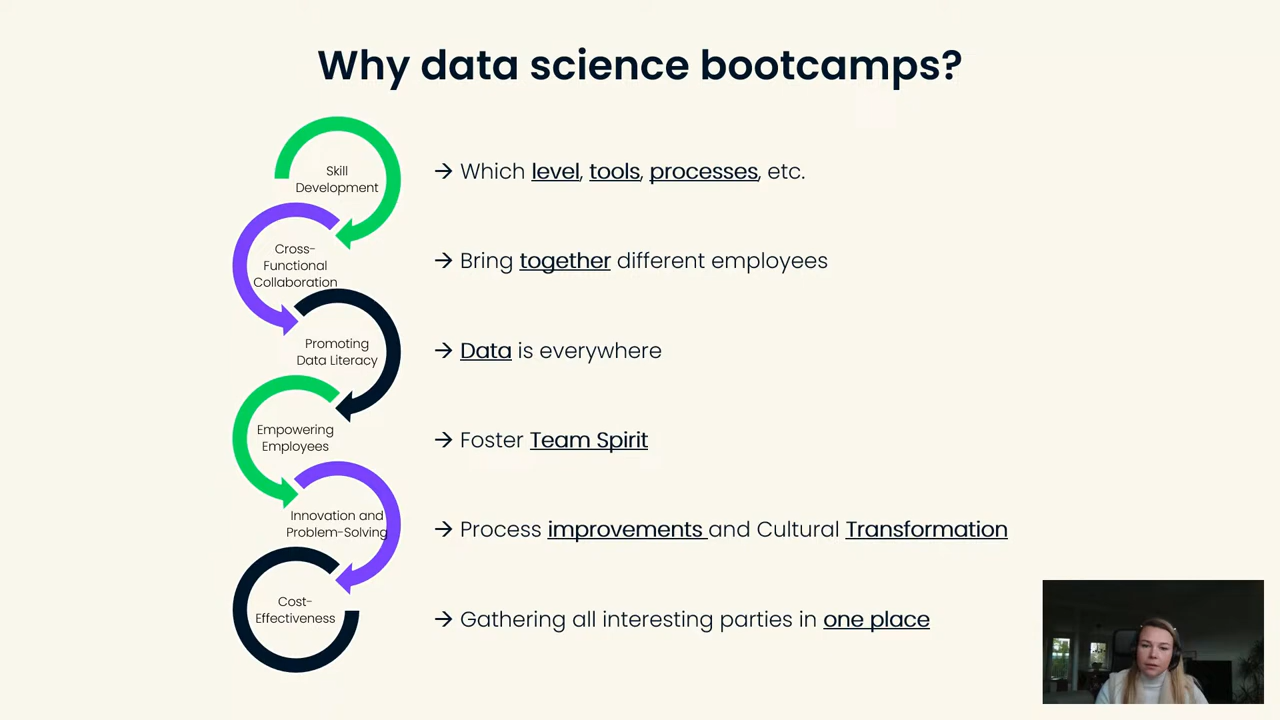 Why data science bootcamps?
Skill
Development
→ Which level, tools, processes, etc.
Cross-
Functional
Collaboration
→ Bring together different employees
Promoting
Data Literacy
→ Data is everywhere
Empowering
Employees
→ Foster Team Spirit
Innovation and
Problem-Solving
→ Process improvements and Cultural Transformation
Cost-
Effectiveness
→ Gathering all interesting parties in one place